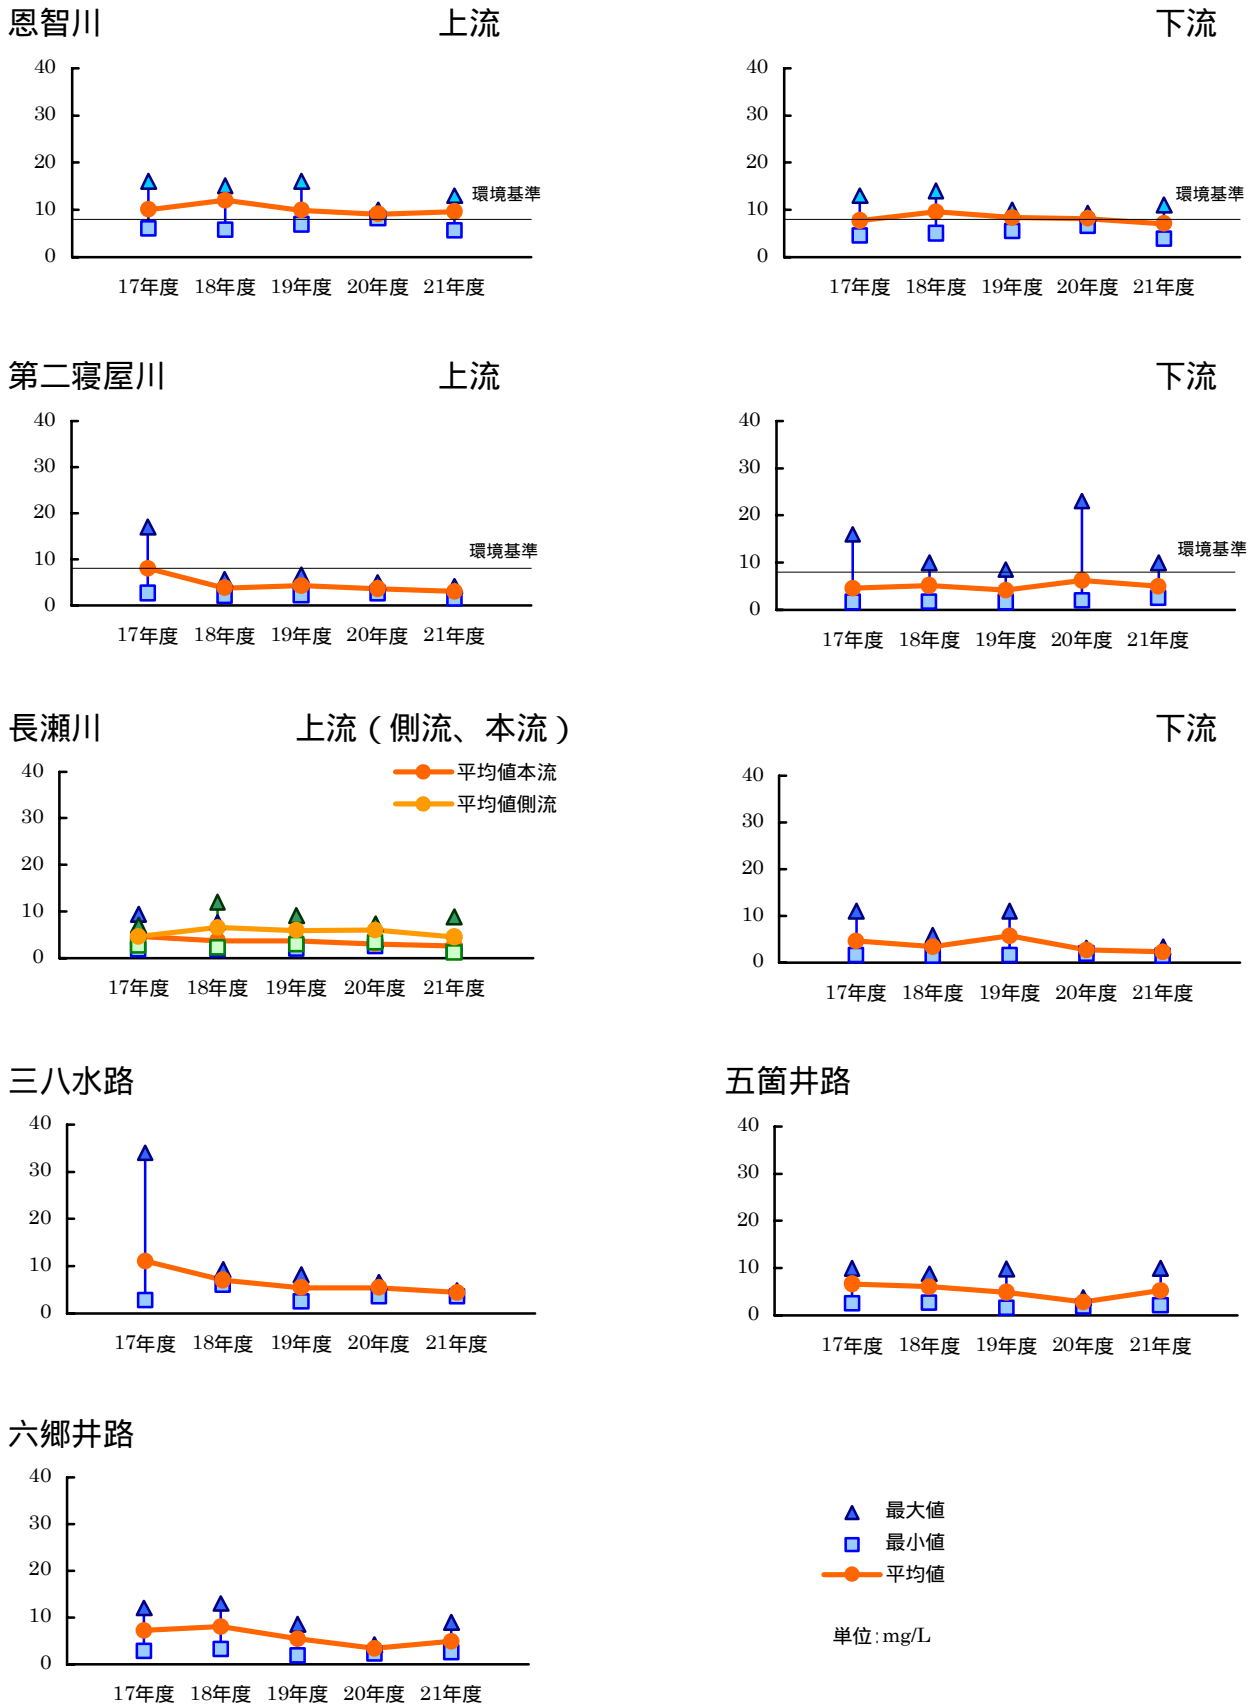 恩智川 上流 下流
40 40
30 30
20 20
環境基準 環境基準
10 10
0 0
17年度 18年度 19年度 20年度 21年度 17年度 18年度 19年度 20年度 21年度
第二寝屋川 上流 下流
40 40
30 30
20 20
環境基準 環境基準
10 10
0 0
17年度 18年度 19年度 20年度 21年度 17年度 18年度 19年度 20年度 21年度
長瀬川 上流(側流、本流) 下流
40 平均値本流 40
平均値側流
30 30
20 20
10 10
0 0
17年度 18年度 19年度 20年度 21年度 17年度 18年度 19年度 20年度 21年度
三八水路 五箇井路
40 40
30 30
20 20
10 10
0 0
17年度 18年度 19年度 20年度 21年度 17年度 18年度 19年度 20年度 21年度
六郷井路
40
30
20
10
0
17年度 18年度 19年度 20年度 21年度
最大値
最小値
平均値
単位:mg/L